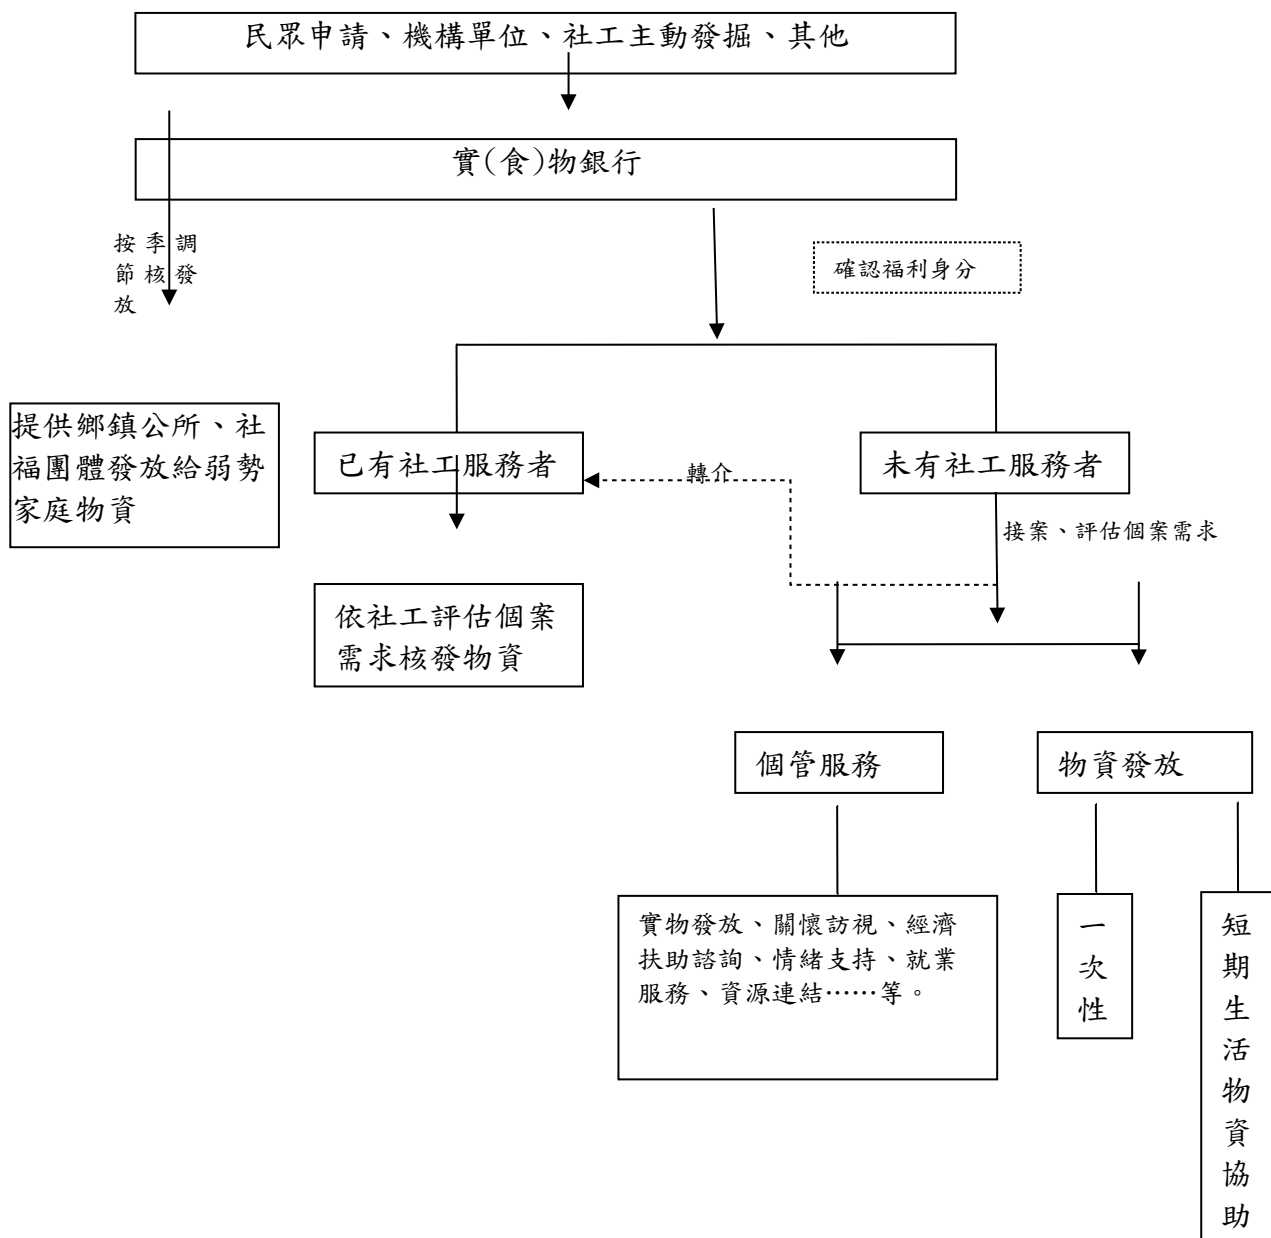 民眾申請、機構單位、社工主動發掘、其他
實(食)物銀行
按季調
節核發
放
確認福利身分
提供鄉鎮公所、社
福團體發放給弱勢
家庭物資
已有社工服務者
轉介
未有社工服務者
接案、評估個案需求
依社工評估個案
需求核發物資
個管服務
物資發放
實物發放、關懷訪視、經濟
扶助諮詢、情緒支持、就業
服務、資源連結……等。
一次性
短期生活物資協助